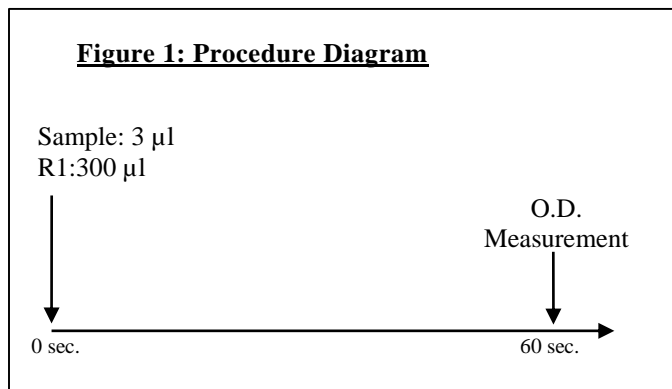 Figure 1: Procedure Diagram
Sample: 3 µl
R1:300 µl
O.D.
Measurement
0 sec.
60 sec.